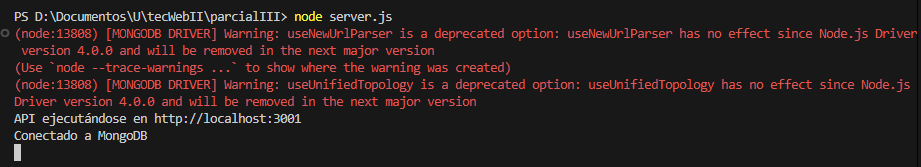 PS D:\Documentos\U\tecWebII\parcialIII> node server.js
(node:13808) [MONGODB DRIVER] Warning: useNewUrlParser is a deprecated option: useNewUrlParser has no effect since Node.js Driver
version 4.0.0 and will be removed in the next major version
(Use `node --trace-warnings ...` to show where the warning was created)
(node:13808) [MONGODB DRIVER] Warning: useUnifiedTopology is a deprecated option: useUnifiedTopology has no effect since Node.js
Driver version 4.0.0 and will be removed in the next major version
API ejecutándose en http://localhost:3001
Conectado a MongoDB